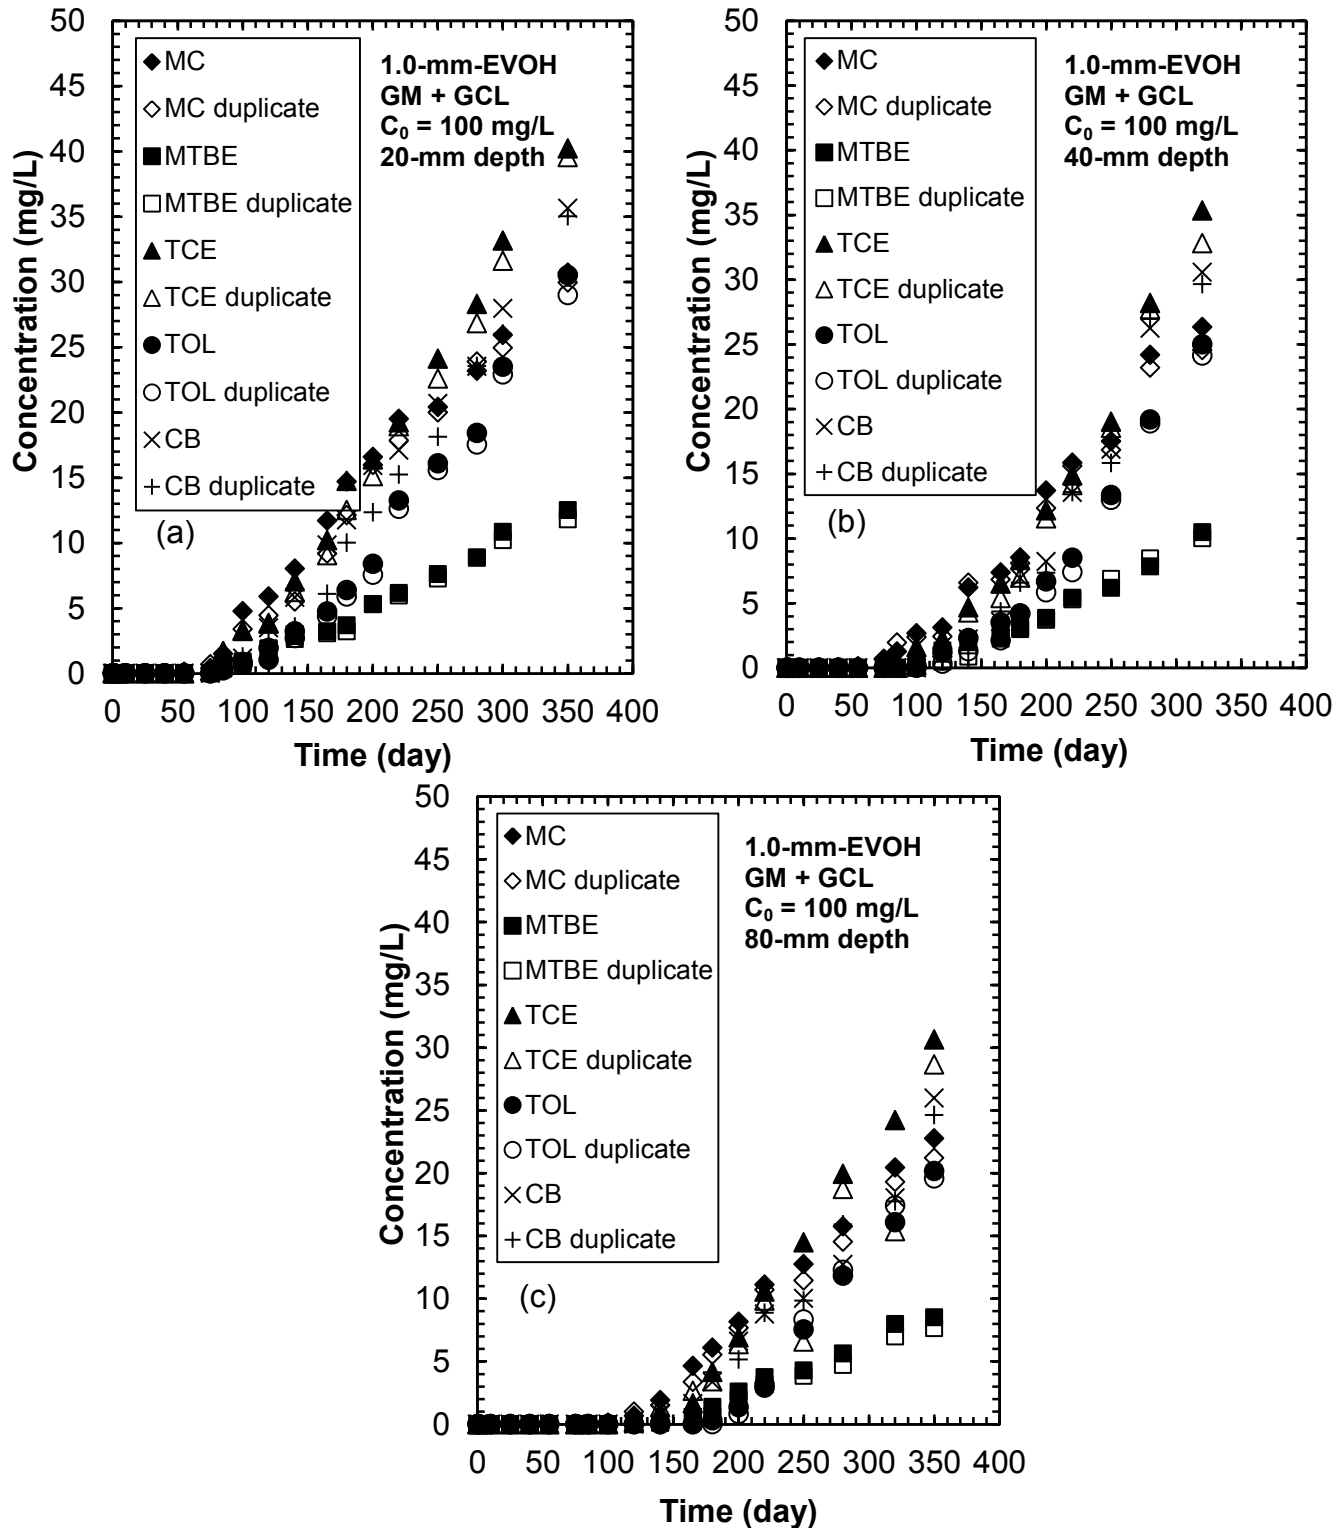 50
45
40
35
30
25
20
15
10
5
0
Concentration (mg/L)
MC
MC duplicate
MTBE
MTBE duplicate
TCE
TCE duplicate
TOL
TOL duplicate
CB
CB duplicate
1.0-mm-EVOH
GM + GCL
C₀ = 100 mg/L
20-mm depth
(a)
0 50 100 150 200 250 300 350 400
Time (day)
50
45
40
35
30
25
20
15
10
5
0
Concentration (mg/L)
MC
MC duplicate
MTBE
MTBE duplicate
TCE
TCE duplicate
TOL
TOL duplicate
CB
CB duplicate
1.0-mm-EVOH
GM + GCL
C₀ = 100 mg/L
40-mm depth
(b)
0 50 100 150 200 250 300 350 400
Time (day)
50
45
40
35
30
25
20
15
10
5
0
Concentration (mg/L)
MC
MC duplicate
MTBE
MTBE duplicate
TCE
TCE duplicate
TOL
TOL duplicate
CB
CB duplicate
1.0-mm-EVOH
GM + GCL
C₀ = 100 mg/L
80-mm depth
(c)
0 50 100 150 200 250 300 350 400
Time (day)